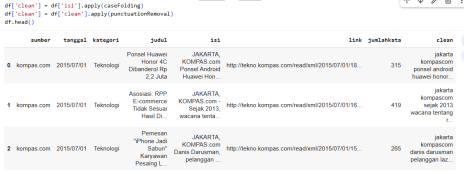 df['clean'] = df['isi'].apply(caseFolding)
df['clean'] = df['clean'].apply(punctuationRemoval)
df.head()
sumber tanggal kategori judul isi link jumlahkata clean
0 kompas.com 2015/07/01 Teknologi Ponsel Huawei Honor 4C Dibanderol Rp 2,2 Juta JAKARTA, KOMPAS.com Ponsel Android Huawei Hon... http://tekno.kompas.com/read/xml/2015/07/01/18... 315 jakarta kompascom ponsel android huawei honor...
1 kompas.com 2015/07/01 Teknologi Asosiasi: RPP E-commerce Tidak Sesuai Hasil Di... JAKARTA, KOMPAS.com - Sejak 2013, wacana tenta... http://tekno.kompas.com/read/xml/2015/07/01/16... 419 jakarta kompascom sejak 2013 wacana tentang r...
2 kompas.com 2015/07/01 Teknologi Pemesan "iPhone Jadi Sabun" Karyawan Pesaing L... JAKARTA, KOMPAS.com Danis Darusman, pelanggan ... http://tekno.kompas.com/read/xml/2015/07/01/15... 265 jakarta kompascom danis darusman pelanggan laz...